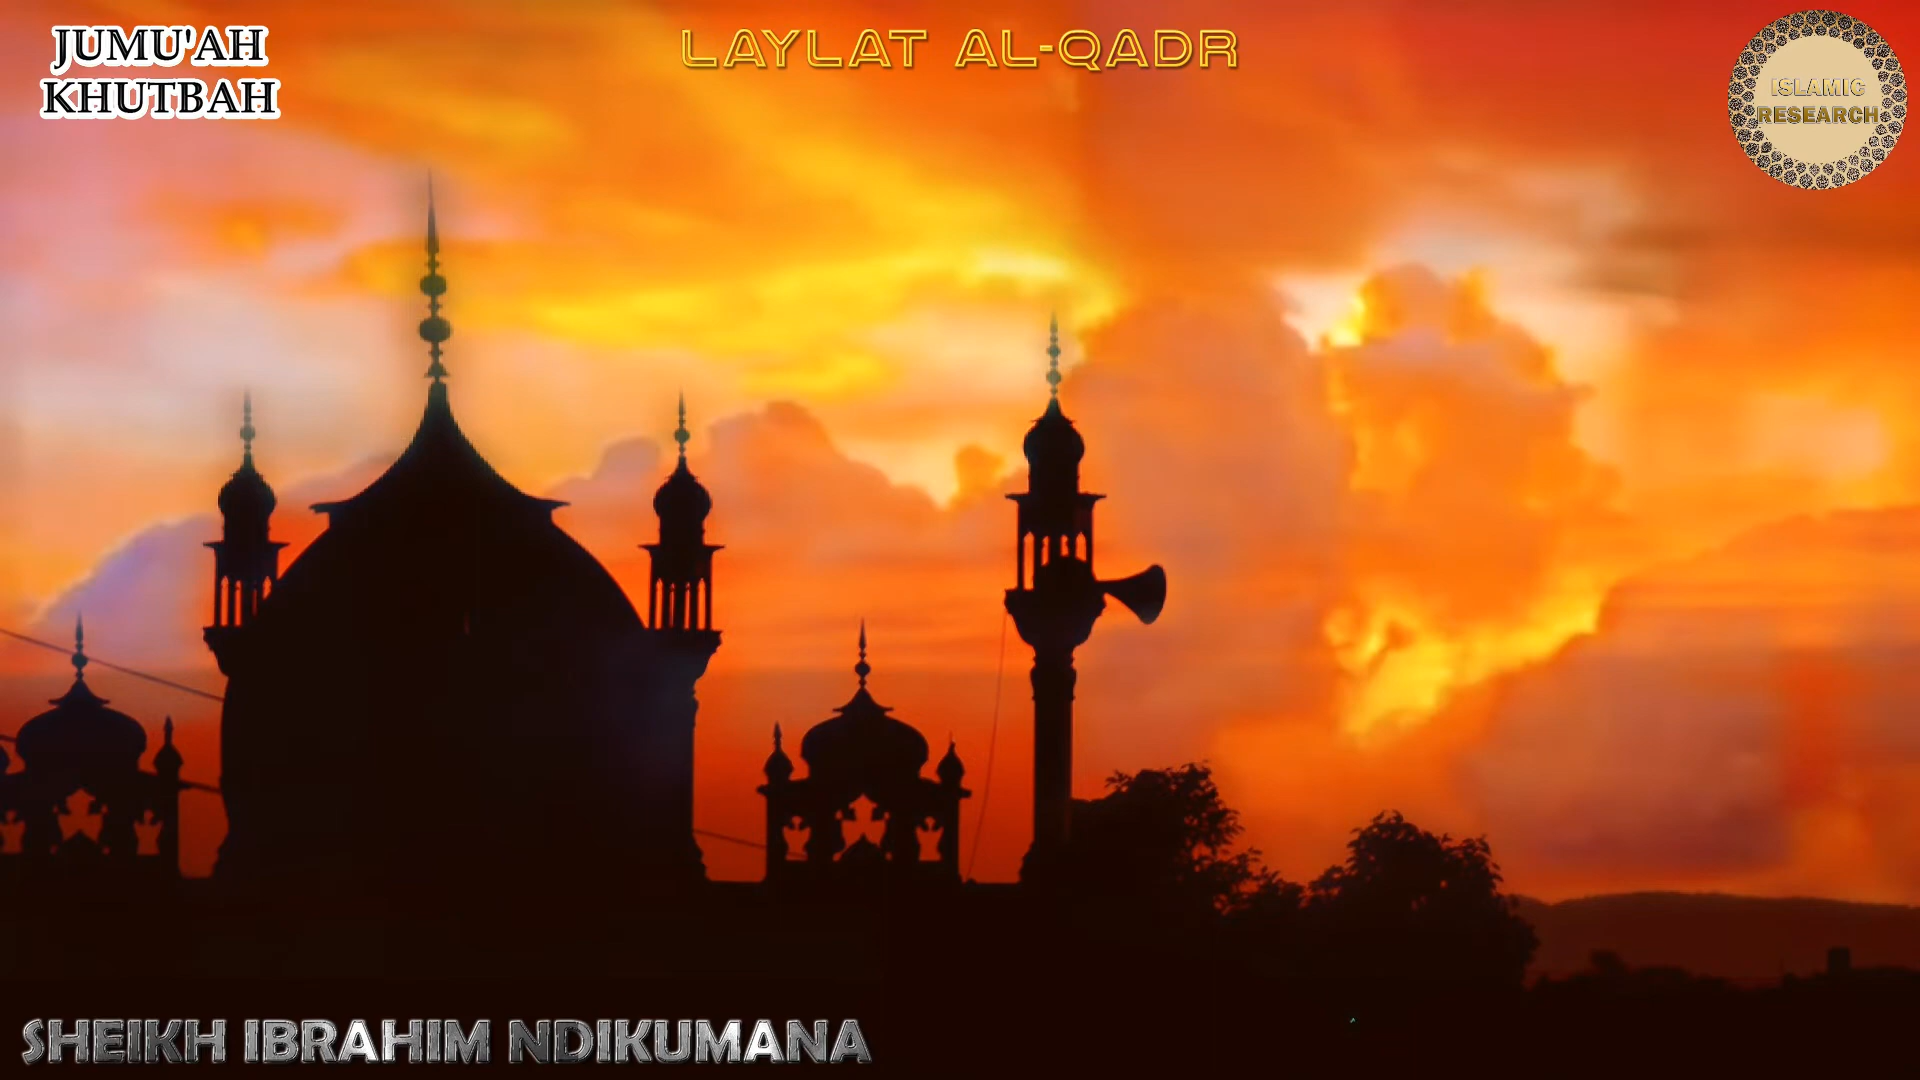 JUMU'AH
KHUTBAH
LAYLAT AL-QADR
ISLAMIC
RESEARCH
SHEIKH IBRAHIM NDIKUMANA